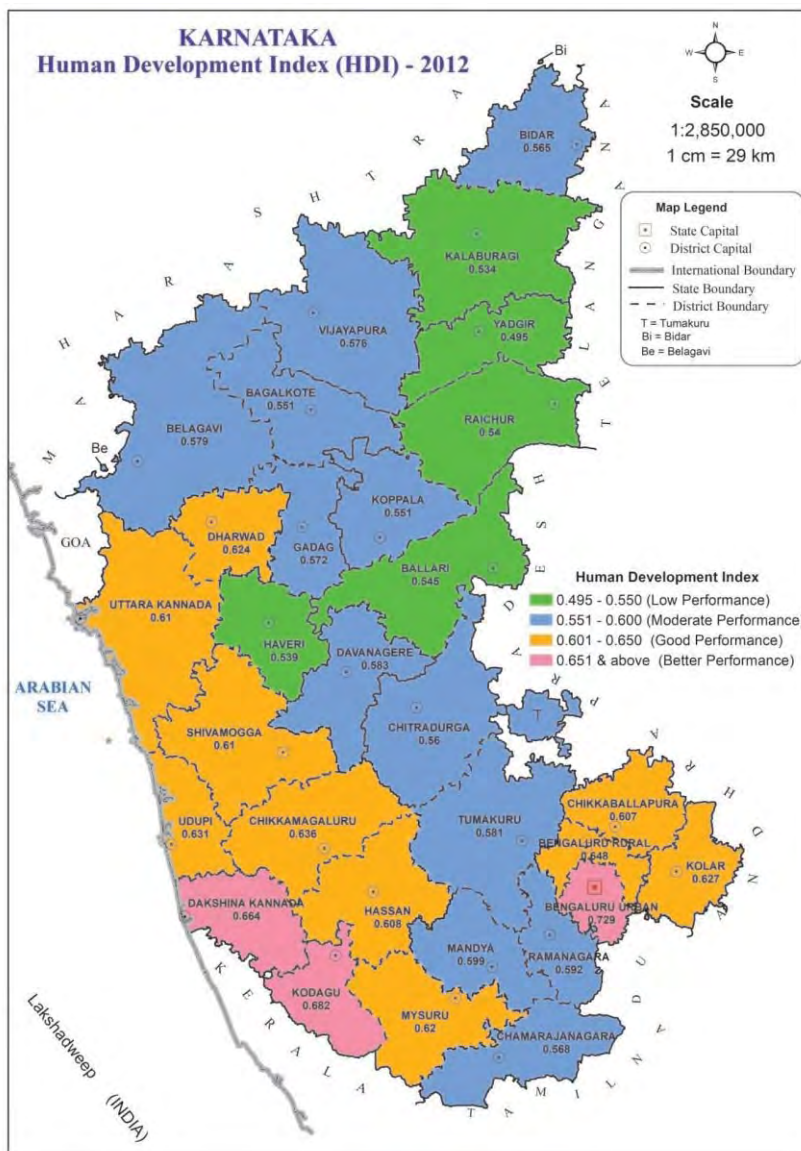 KARNATAKA
Human Development Index (HDI) - 2012
N
W E
S
Scale
1:2,850,000
1 cm = 29 km
Map Legend
State Capital
District Capital
International Boundary
State Boundary
District Boundary
T = Tumakuru
Bi = Bidar
Be = Belagavi
Bi
BIDAR
0.565
MAHARASHTRA
TELANGANA
KALABURAGI
0.534
VIJAYAPURA
0.576
YADGIR
0.495
BAGALKOTE
0.551
RAICHUR
0.54
BELAGAVI
0.579
Be
KOPPALA
0.551
GOA
DHARWAD
0.624
GADAG
0.572
BALLARI
0.545
ANDHRA PRADESH
UTTARA KANNADA
0.61
HAVERI
0.539
DAVANAGERE
0.583
Human Development Index
0.495 - 0.550 (Low Performance)
0.551 - 0.600 (Moderate Performance)
0.601 - 0.650 (Good Performance)
0.651 & above (Better Performance)
ARABIAN
SEA
CHITRADURGA
0.56
T
SHIVAMOGGA
0.61
CHIKKABALLAPURA
0.607
UDUPI
0.631
CHIKKAMAGALURU
0.636
TUMAKURU
0.581
BENGALURU RURAL
0.648
KOLAR
0.627
DAKSHINA KANNADA
0.664
HASSAN
0.608
BENGALURU URBAN
0.729
MANDYA
0.599
RAMANAGARA
0.592
KODAGU
0.682
MYSURU
0.62
CHAMARAJANAGARA
0.568
KERALA
TAMILNADU
Lakshadweep
(INDIA)